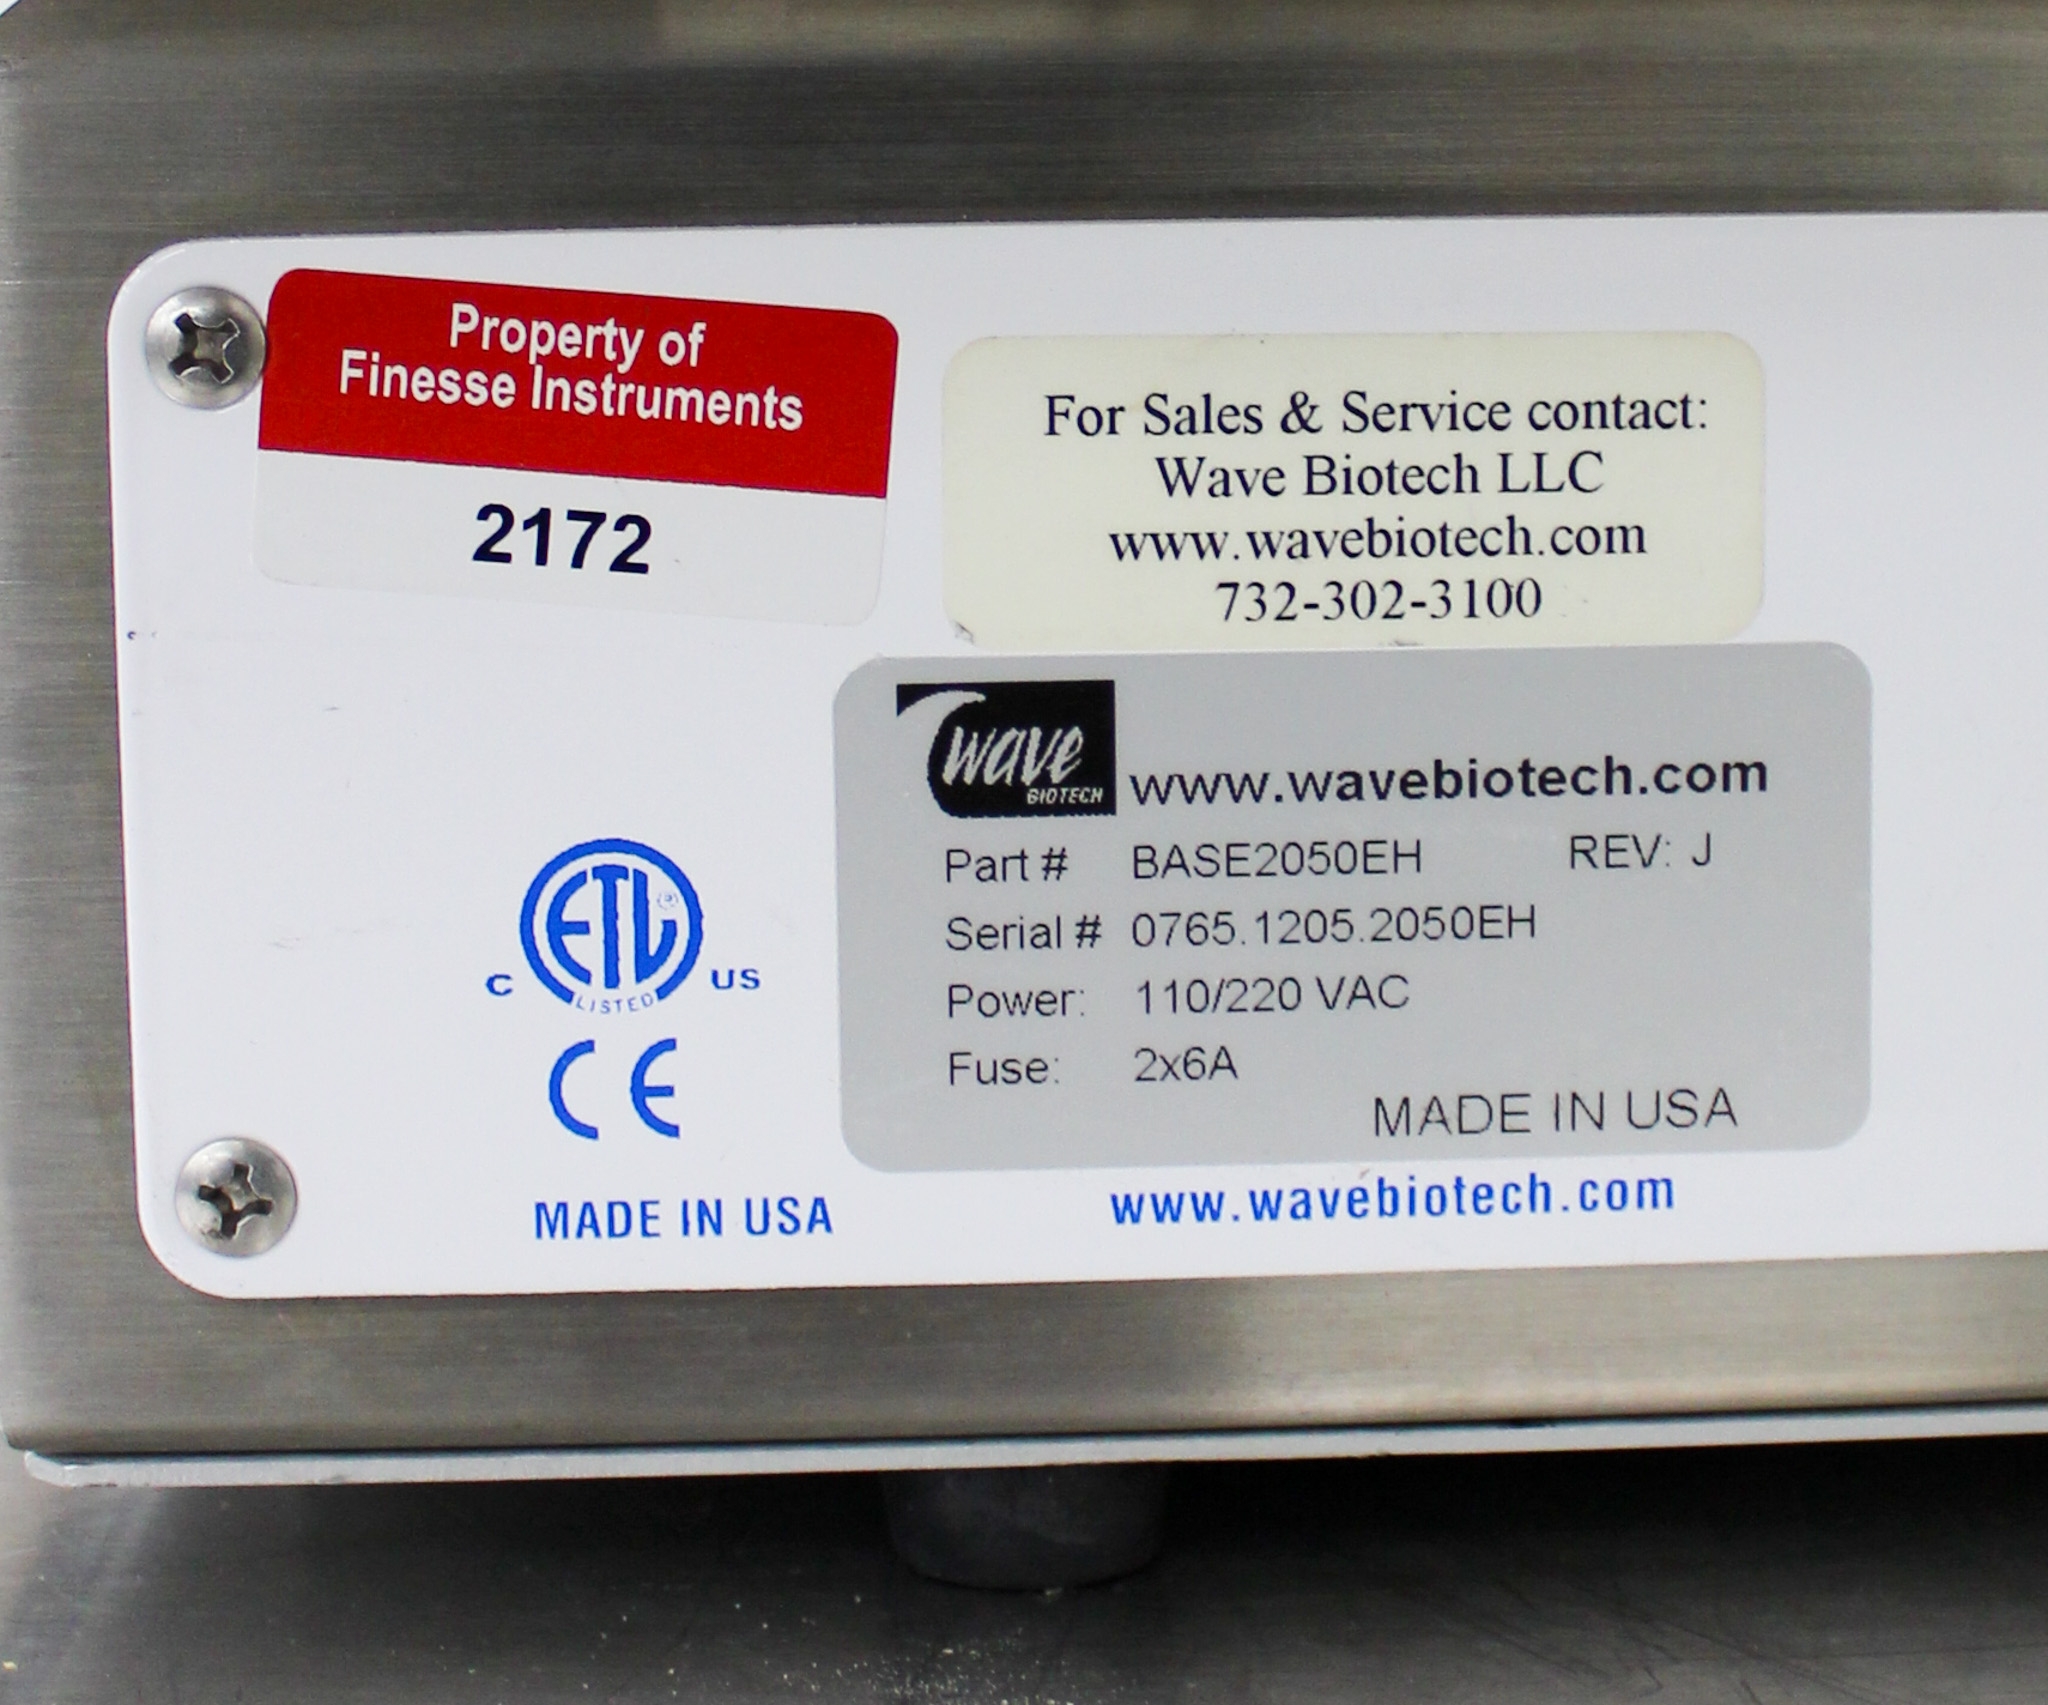 Property of
Finesse Instruments
2172
For Sales & Service contact:
Wave Biotech LLC
www.wavebiotech.com
732-302-3100
wave
BIOTECH
www.wavebiotech.com
Part # BASE2050EH REV: J
Serial # 0765.1205.2050EH
Power: 110/220 VAC
Fuse: 2x6A
MADE IN USA
C ETL ® US
LISTED
CE
MADE IN USA
www.wavebiotech.com